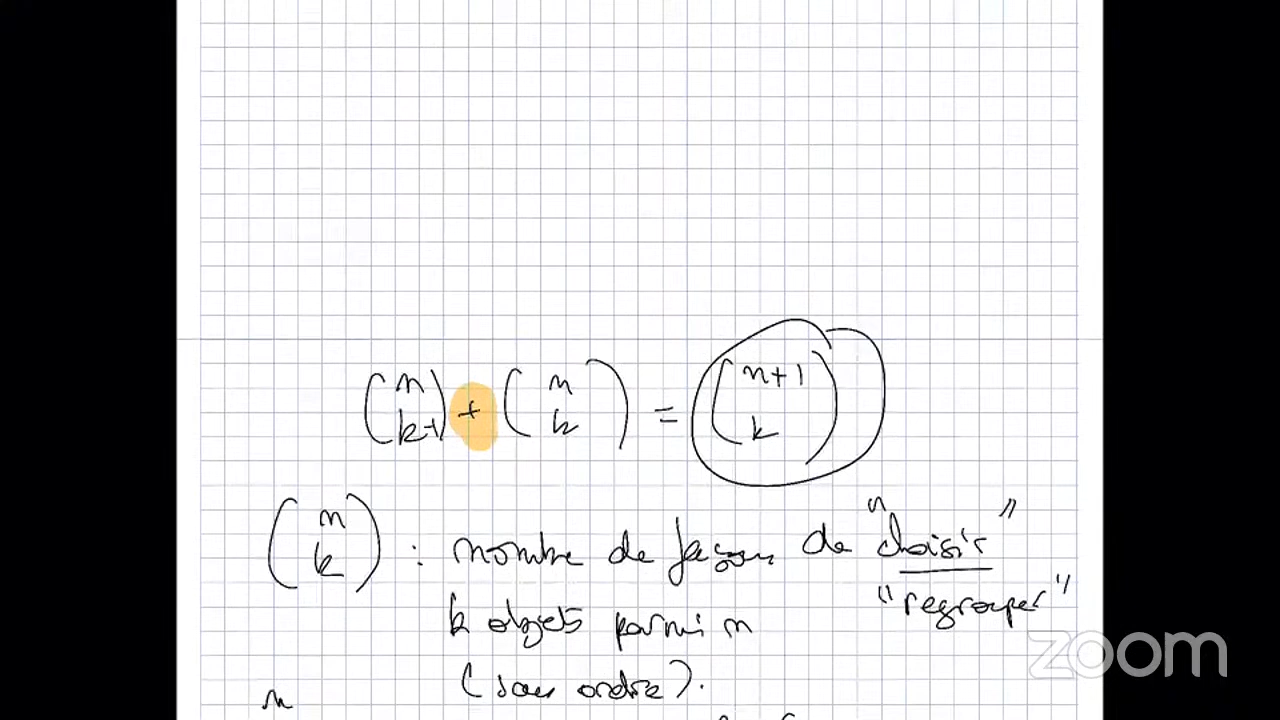 (n k-1) + (n k) = (n+1 k)
(n k) : nombre de façons de "choisir"
"regrouper"
k objets parmi n
(sans ordre).
n
zoom